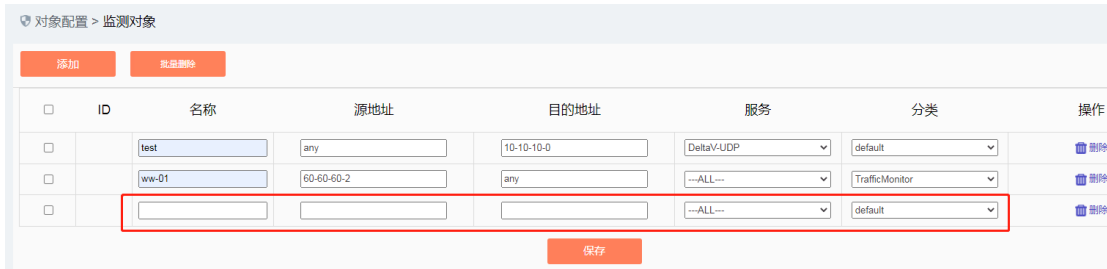 对象配置 > 监测对象
添加 批量删除
ID 名称 源地址 目的地址 服务 分类 操作
test any 10-10-10-0 DeltaV-UDP default 删除
ww-01 60-60-60-2 any ---ALL--- TrafficMonitor 删除
---ALL--- default 删除
保存